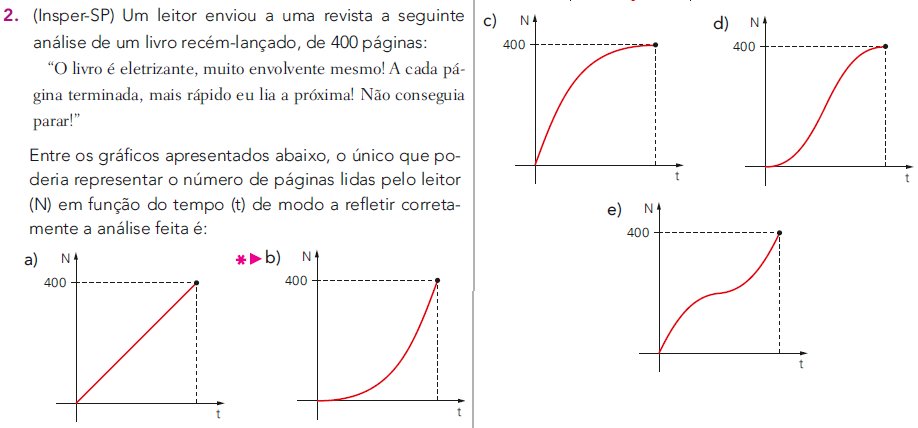 2. (Insper-SP) Um leitor enviou a uma revista a seguinte
análise de um livro recém-lançado, de 400 páginas:
“O livro é eletrizante, muito envolvente mesmo! A cada pá-
gina terminada, mais rápido eu lia a próxima! Não conseguia
parar!”
Entre os gráficos apresentados abaixo, o único que po-
deria representar o número de páginas lidas pelo leitor
(N) em função do tempo (t) de modo a refletir correta-
mente a análise feita é:
a) N
400
t
* b) N
400
t
c) N
400
t
d) N
400
t
e) N
400
t